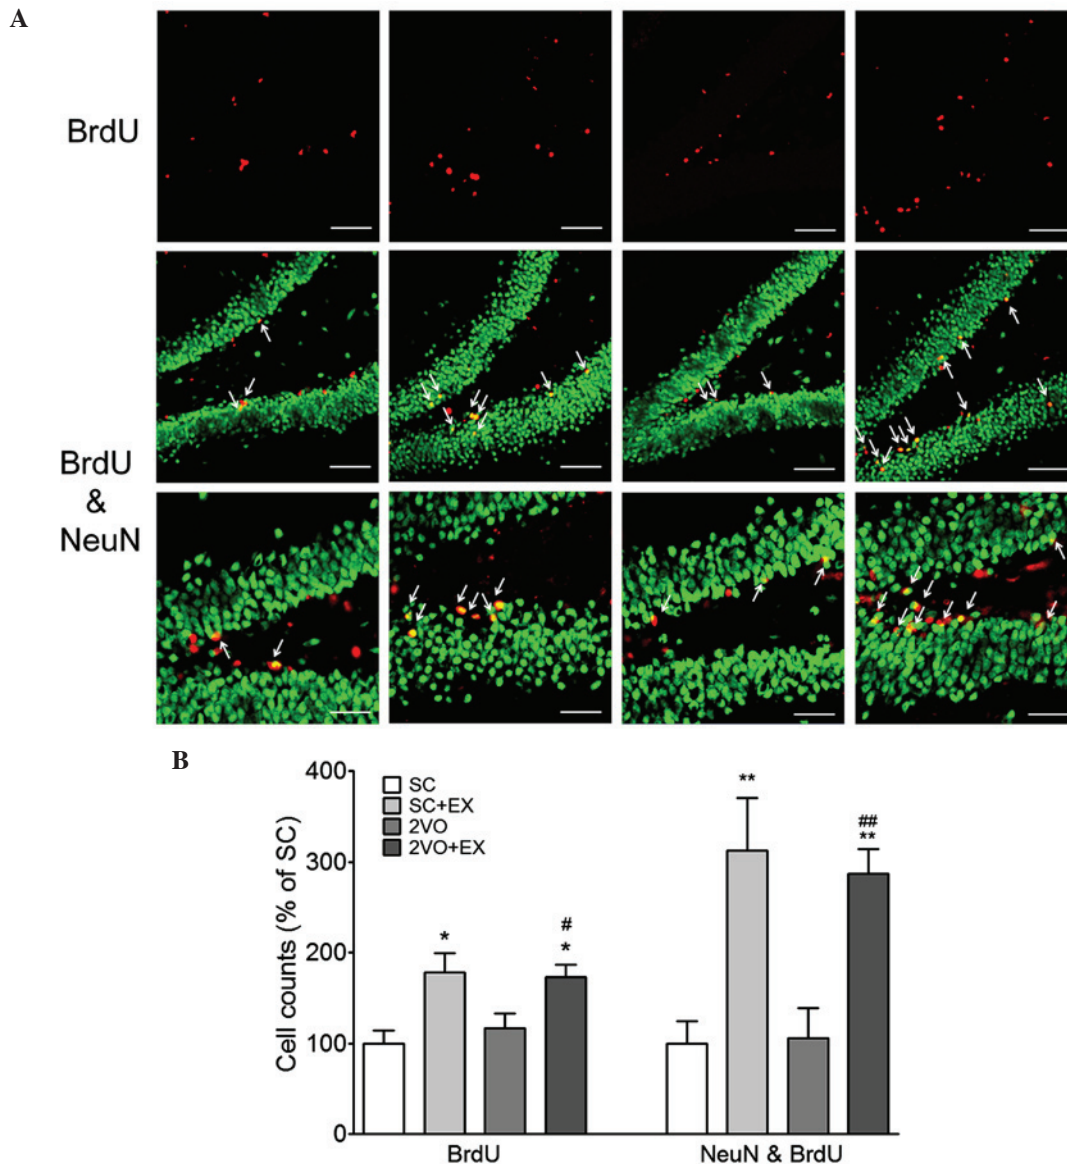 A
BrdU
BrdU
&
NeuN
B
Cell counts (% of SC)
400
300
200
100
0
SC
SC+EX
2VO
2VO+EX
*
#
*
**
##
**
BrdU
NeuN & BrdU